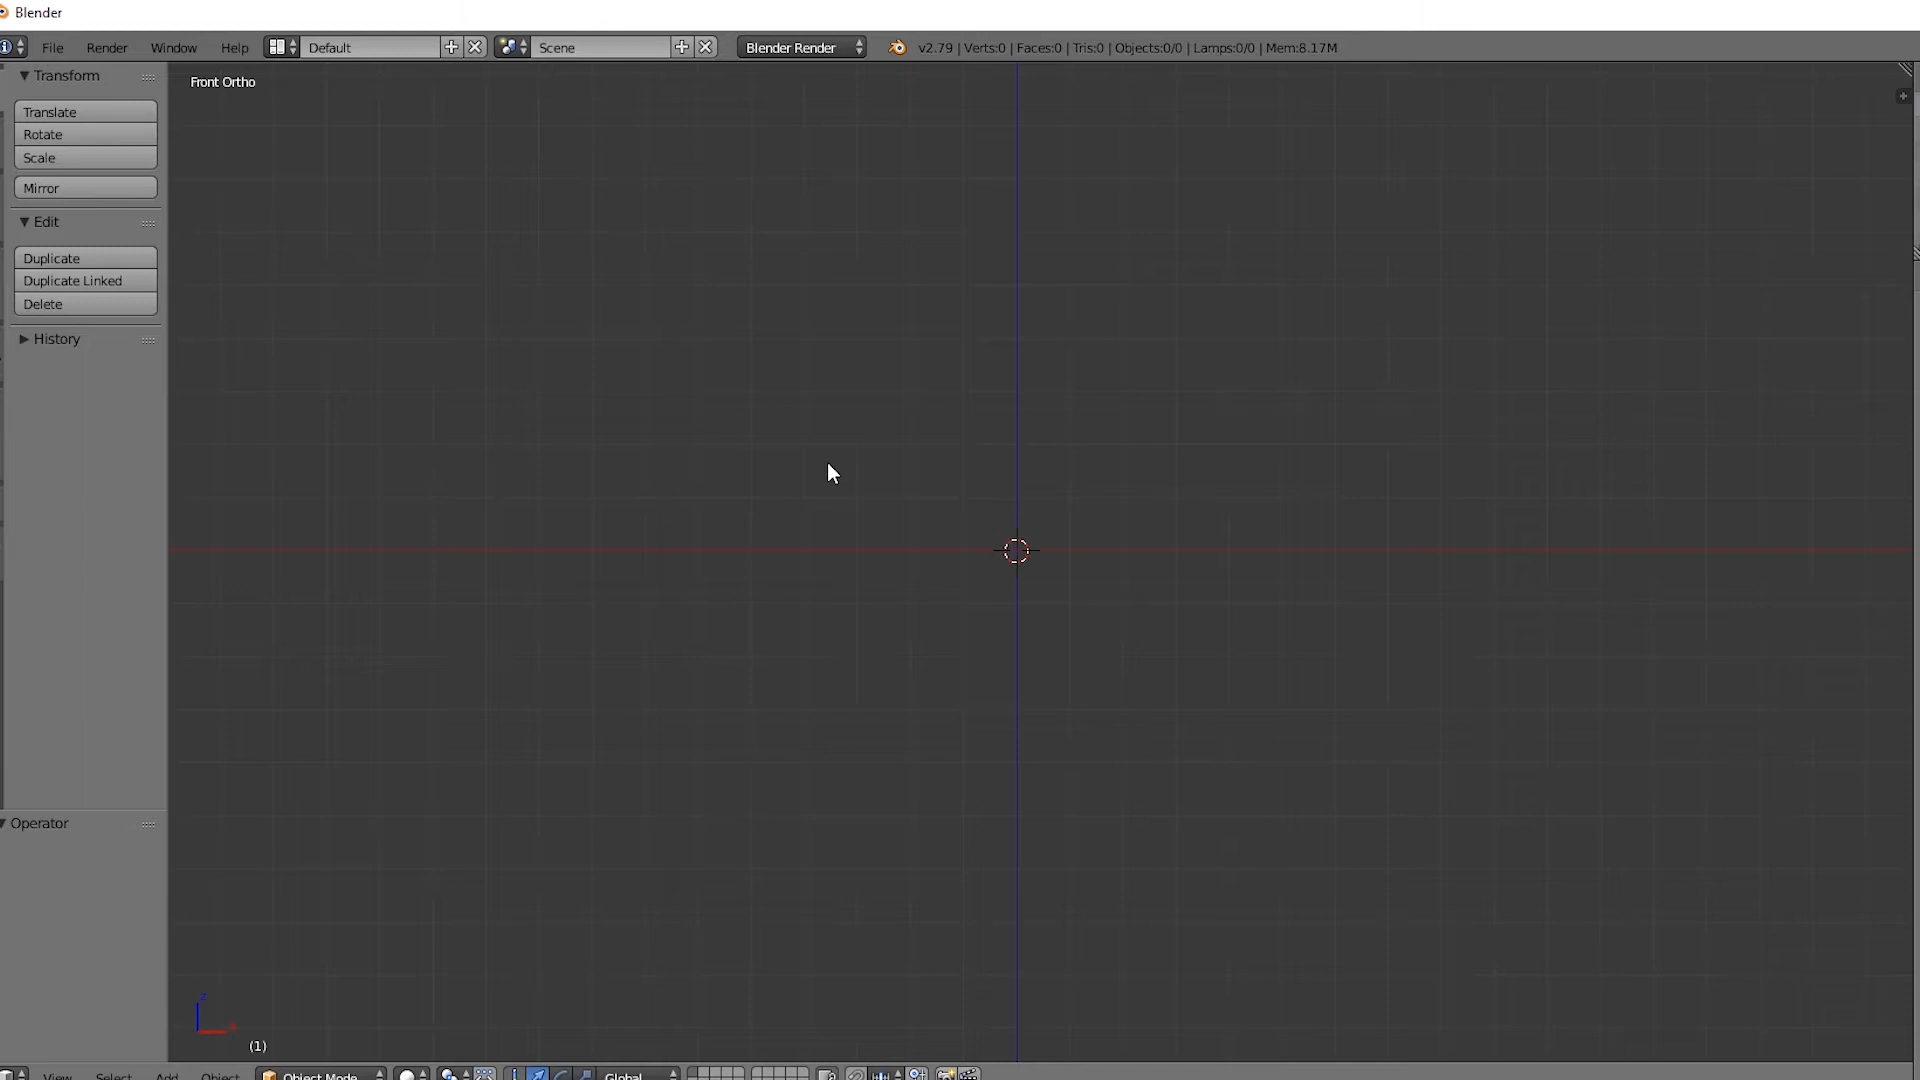 Blender
File Render Window Help Default Scene Blender Render v2.79 | Verts:0 | Faces:0 | Tris:0 | Objects:0/0 | Lamps:0/0 | Mem:8.17M
Transform
Front Ortho
Translate
Rotate
Scale
Mirror
Edit
Duplicate
Duplicate Linked
Delete
History
Operator
z
x
(1)
View Select Add Object Object Mode Global